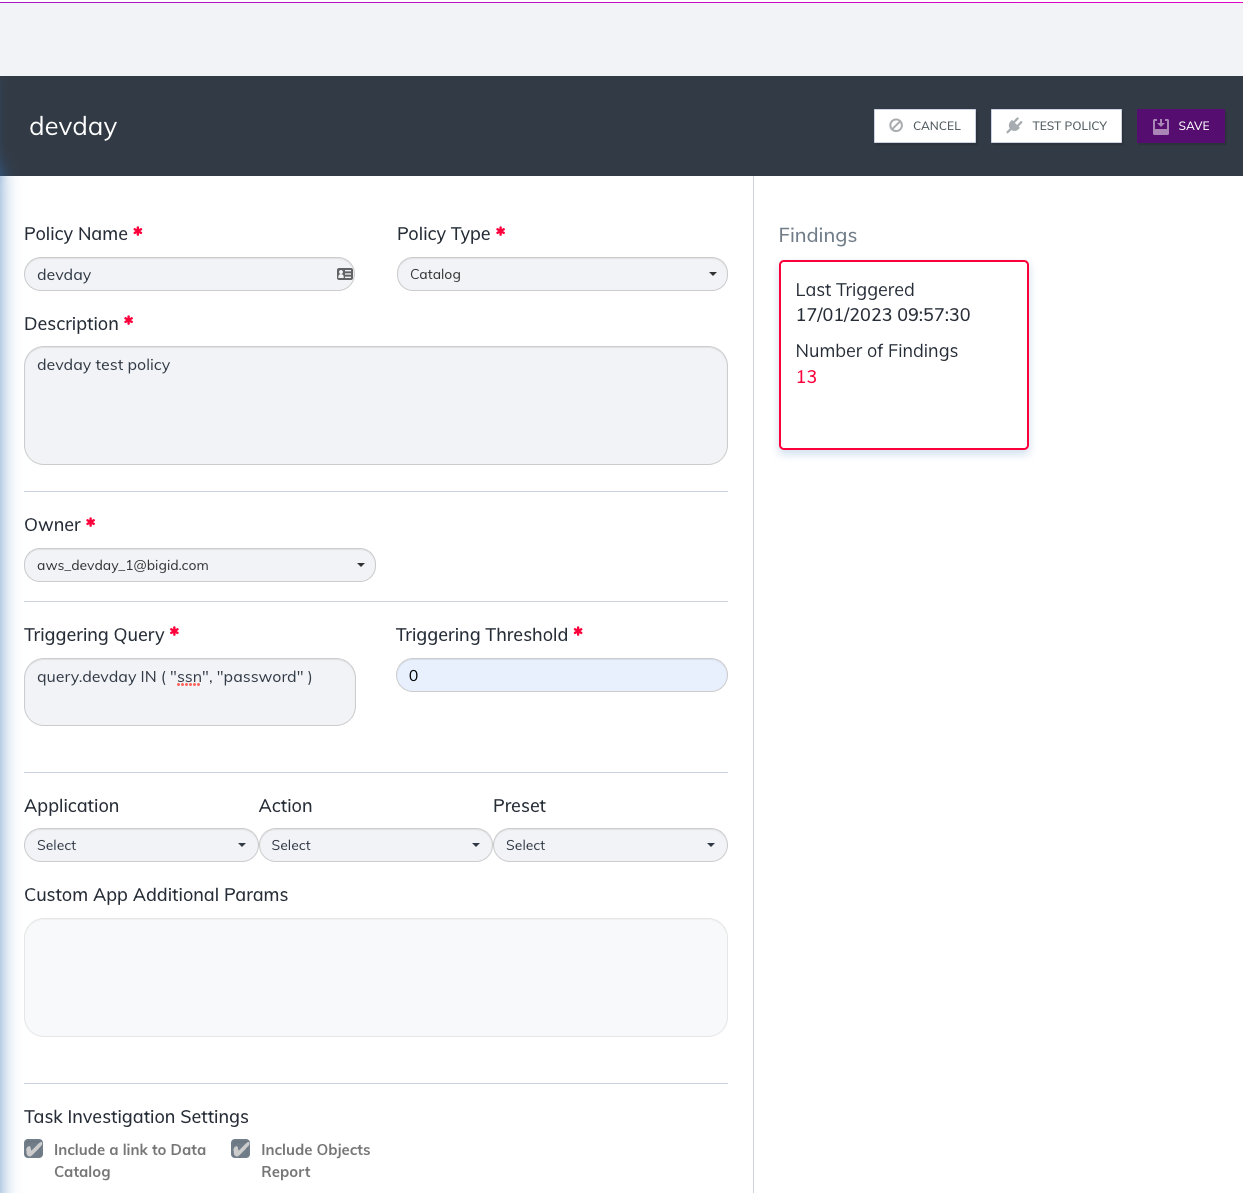 devday
CANCEL
TEST POLICY
SAVE
Policy Name *
Policy Type *
devday
Catalog
Description *
devday test policy
Owner *
aws_devday_1@bigid.com
Triggering Query *
Triggering Threshold *
query.devday IN ( "ssn", "password" )
0
Application
Action
Preset
Select
Select
Select
Custom App Additional Params
Task Investigation Settings
Include a link to Data
Catalog
Include Objects
Report
Findings
Last Triggered
17/01/2023 09:57:30
Number of Findings
13